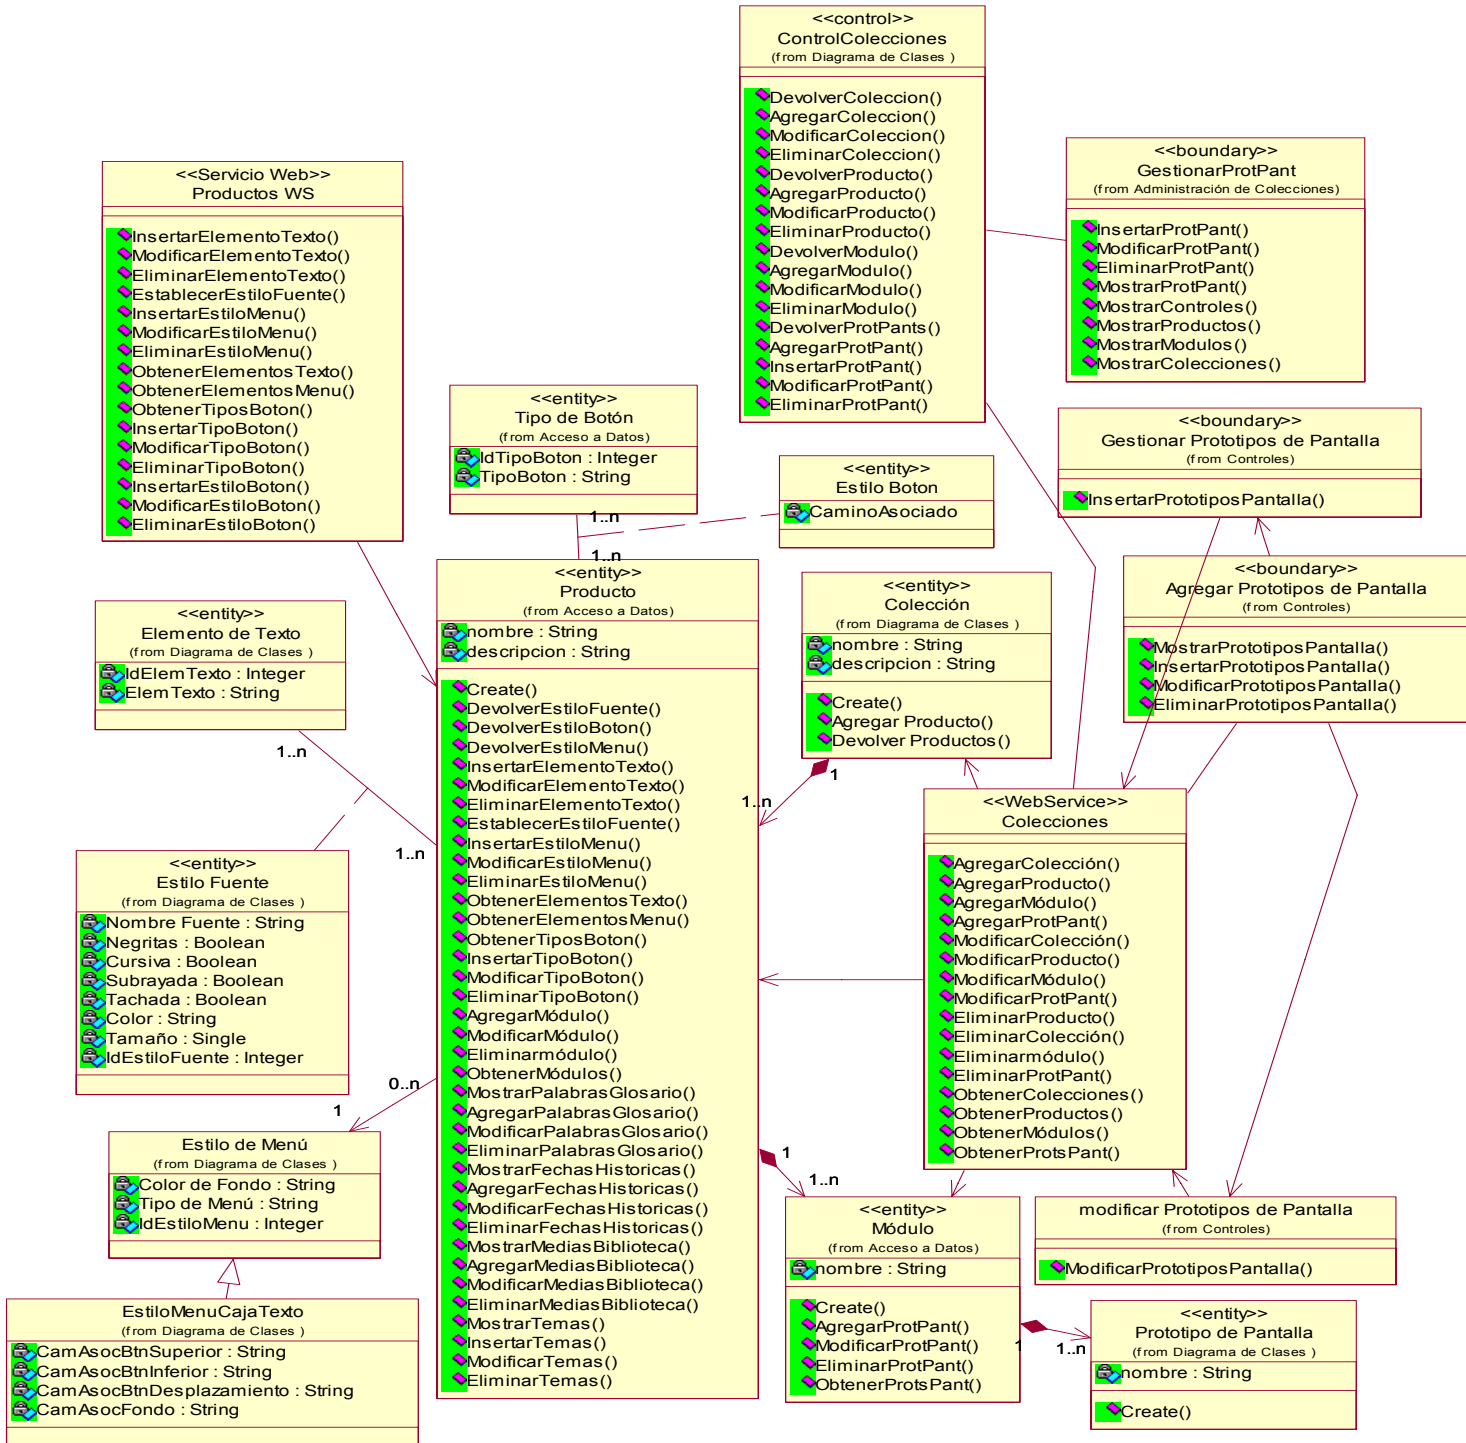 <<control>>
ControlColecciones
(from Diagrama de Clases )
DevolverColeccion()
AgregarColeccion()
ModificarColeccion()
EliminarColeccion()
DevolverProducto()
AgregarProducto()
ModificarProducto()
EliminarProducto()
DevolverModulo()
AgregarModulo()
ModificarModulo()
EliminarModulo()
DevolverProtPants()
AgregarProtPant()
InsertarProtPant()
ModificarProtPant()
EliminarProtPant()
<<boundary>>
GestionarProtPant
(from Administración de Colecciones)
InsertarProtPant()
ModificarProtPant()
EliminarProtPant()
MostrarProtPant()
MostrarControles()
MostrarProductos()
MostrarModulos()
MostrarColecciones()
<<Servicio Web>>
Productos WS
InsertarElementoTexto()
ModificarElementoTexto()
EliminarElementoTexto()
EstablecerEstiloFuente()
InsertarEstiloMenu()
ModificarEstiloMenu()
EliminarEstiloMenu()
ObtenerElementosTexto()
ObtenerElementosMenu()
ObtenerTiposBoton()
InsertarTipoBoton()
ModificarTipoBoton()
EliminarTipoBoton()
InsertarEstiloBoton()
ModificarEstiloBoton()
EliminarEstiloBoton()
<<entity>>
Tipo de Botón
(from Acceso a Datos)
IdTipoBoton : Integer
TipoBoton : String
<<entity>>
Estilo Boton
CaminoAsociado
1..n
1..n
<<boundary>>
Gestionar Prototipos de Pantalla
(from Controles)
InsertarPrototiposPantalla()
<<boundary>>
Agregar Prototipos de Pantalla
(from Controles)
MostrarPrototiposPantalla()
InsertarPrototiposPantalla()
ModificarPrototiposPantalla()
EliminarPrototiposPantalla()
<<entity>>
Elemento de Texto
(from Diagrama de Clases )
IdElemTexto : Integer
ElemTexto : String
1..n
1..n
<<entity>>
Producto
(from Acceso a Datos)
nombre : String
descripcion : String
Create()
DevolverEstiloFuente()
DevolverEstiloBoton()
DevolverEstiloMenu()
InsertarElementoTexto()
ModificarElementoTexto()
EliminarElementoTexto()
EstablecerEstiloFuente()
InsertarEstiloMenu()
ModificarEstiloMenu()
EliminarEstiloMenu()
ObtenerElementosTexto()
ObtenerElementosMenu()
ObtenerTiposBoton()
InsertarTipoBoton()
ModificarTipoBoton()
EliminarTipoBoton()
AgregarMódulo()
ModificarMódulo()
Eliminarmódulo()
ObtenerMódulos()
MostrarPalabrasGlosario()
AgregarPalabrasGlosario()
ModificarPalabrasGlosario()
EliminarPalabrasGlosario()
MostrarFechasHistoricas()
AgregarFechasHistoricas()
ModificarFechasHistoricas()
EliminarFechasHistoricas()
MostrarMediasBiblioteca()
AgregarMediasBiblioteca()
ModificarMediasBiblioteca()
EliminarMediasBiblioteca()
MostrarTemas()
InsertarTemas()
ModificarTemas()
EliminarTemas()
<<entity>>
Colección
(from Diagrama de Clases )
nombre : String
descripcion : String
Create()
Agregar Producto()
Devolver Productos()
1
1..n
<<WebService>>
Colecciones
AgregarColección()
AgregarProducto()
AgregarMódulo()
AgregarProtPant()
ModificarColección()
ModificarProducto()
ModificarMódulo()
ModificarProtPant()
EliminarProducto()
EliminarColección()
Eliminarmódulo()
EliminarProtPant()
ObtenerColecciones()
ObtenerProductos()
ObtenerMódulos()
ObtenerProtsPant()
<<entity>>
Estilo Fuente
(from Diagrama de Clases )
Nombre Fuente : String
Negritas : Boolean
Cursiva : Boolean
Subrayada : Boolean
Tachada : Boolean
Color : String
Tamaño : Single
IdEstiloFuente : Integer
0..n
1
Estilo de Menú
(from Diagrama de Clases )
Color de Fondo : String
Tipo de Menú : String
IdEstiloMenu : Integer
EstiloMenuCajaTexto
(from Diagrama de Clases )
CamAsocBtnSuperior : String
CamAsocBtnInferior : String
CamAsocBtnDesplazamiento : String
CamAsocFondo : String
1
1..n
<<entity>>
Módulo
(from Acceso a Datos)
nombre : String
Create()
AgregarProtPant()
ModificarProtPant()
EliminarProtPant()
ObtenerProtsPant()
modificar Prototipos de Pantalla
(from Controles)
ModificarPrototiposPantalla()
1
1..n
<<entity>>
Prototipo de Pantalla
(from Diagrama de Clases )
nombre : String
Create()